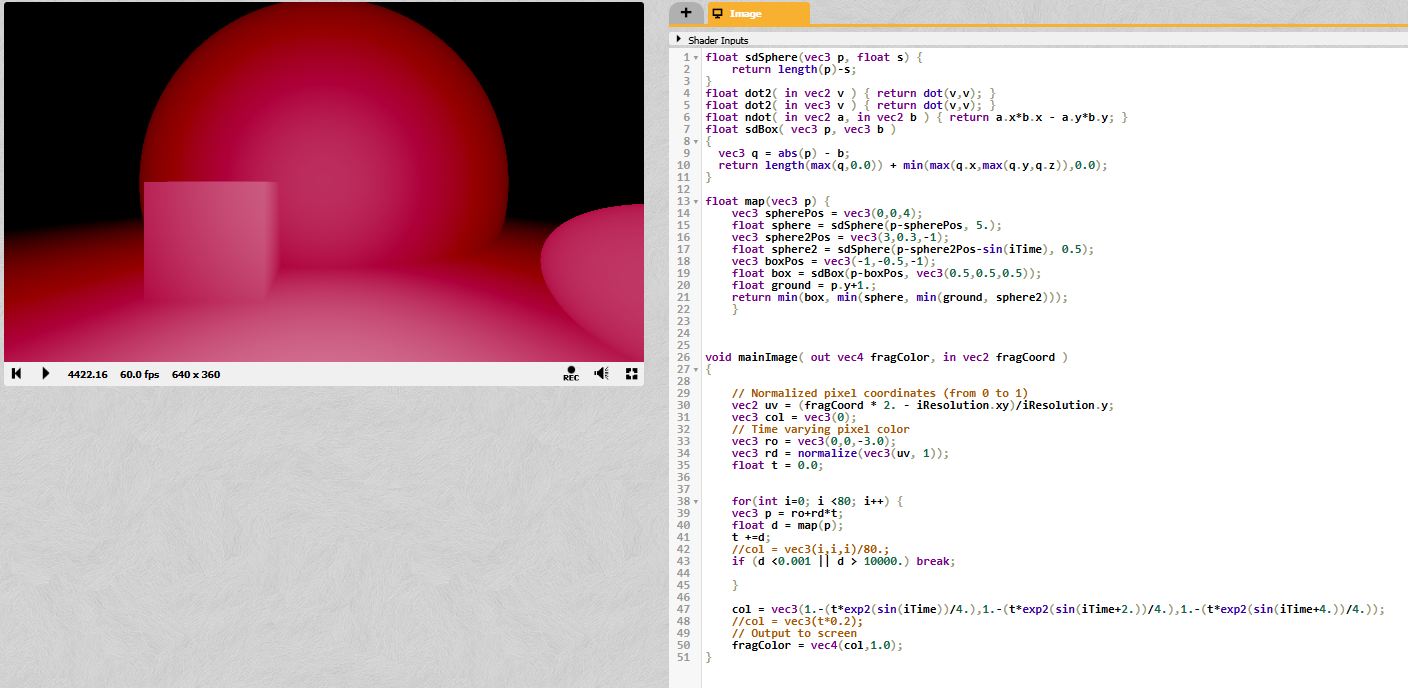 + Image
Shader Inputs
1 float sdSphere(vec3 p, float s) {
2 return length(p)-s;
3 }
4 float dot2( in vec2 v ) { return dot(v,v); }
5 float dot2( in vec3 v ) { return dot(v,v); }
6 float ndot( in vec2 a, in vec2 b ) { return a.x*b.x - a.y*b.y; }
7 float sdBox( vec3 p, vec3 b )
8 {
9 vec3 q = abs(p) - b;
10 return length(max(q,0.0)) + min(max(q.x,max(q.y,q.z)),0.0);
11 }
12
13 float map(vec3 p) {
14 vec3 spherePos = vec3(0,0,4);
15 float sphere = sdSphere(p-spherePos, 5.);
16 vec3 sphere2Pos = vec3(3,0.3,-1);
17 float sphere2 = sdSphere(p-sphere2Pos-sin(iTime), 0.5);
18 vec3 boxPos = vec3(-1,-0.5,-1);
19 float box = sdBox(p-boxPos, vec3(0.5,0.5,0.5));
20 float ground = p.y+1.;
21 return min(box, min(sphere, min(ground, sphere2)));
22 }
23
24
25
26 void mainImage( out vec4 fragColor, in vec2 fragCoord )
27 {
28
29 // Normalized pixel coordinates (from 0 to 1)
30 vec2 uv = (fragCoord * 2. - iResolution.xy)/iResolution.y;
31 vec3 col = vec3(0);
32 // Time varying pixel color
33 vec3 ro = vec3(0,0,-3.0);
34 vec3 rd = normalize(vec3(uv, 1));
35 float t = 0.0;
36
37
38 for(int i=0; i <80; i++) {
39 vec3 p = ro+rd*t;
40 float d = map(p);
41 t +=d;
42 //col = vec3(i,i,i)/80.;
43 if (d <0.001 || d > 10000.) break;
44
45 }
46
47 col = vec3(1.-(t*exp2(sin(iTime))/4.),1.-(t*exp2(sin(iTime+2.))/4.),1.-(t*exp2(sin(iTime+4.))/4.));
48 //col = vec3(t*0.2);
49 // Output to screen
50 fragColor = vec4(col,1.0);
51 }
4422.16 60.0 fps 640 x 360 REC